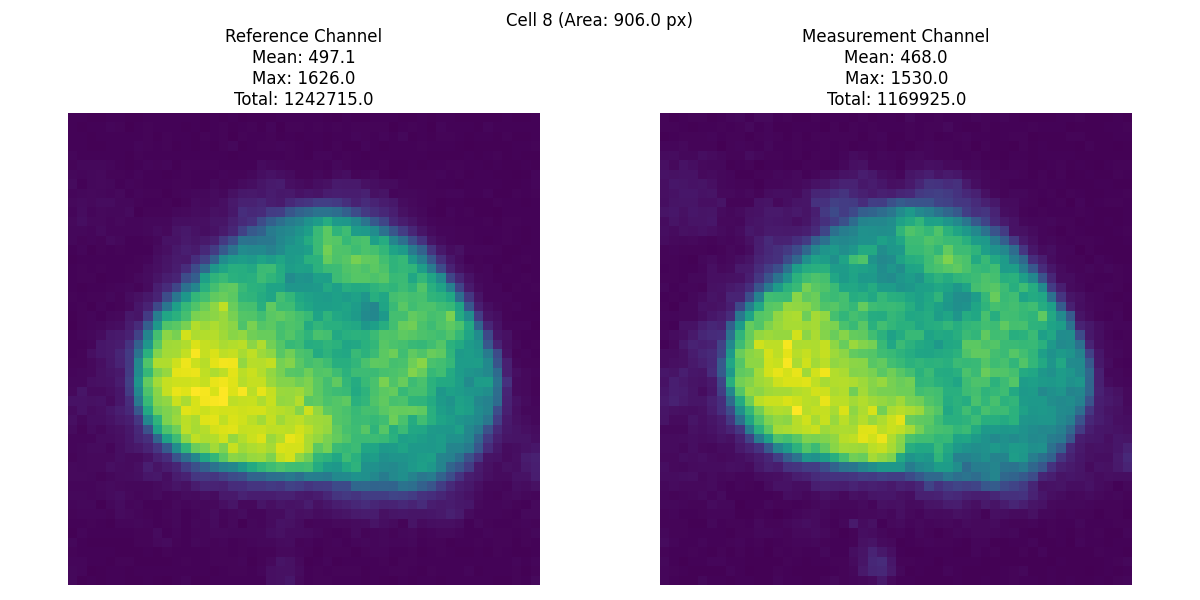 Cell 8 (Area: 906.0 px)
Reference Channel
Mean: 497.1
Max: 1626.0
Total: 1242715.0
Measurement Channel
Mean: 468.0
Max: 1530.0
Total: 1169925.0